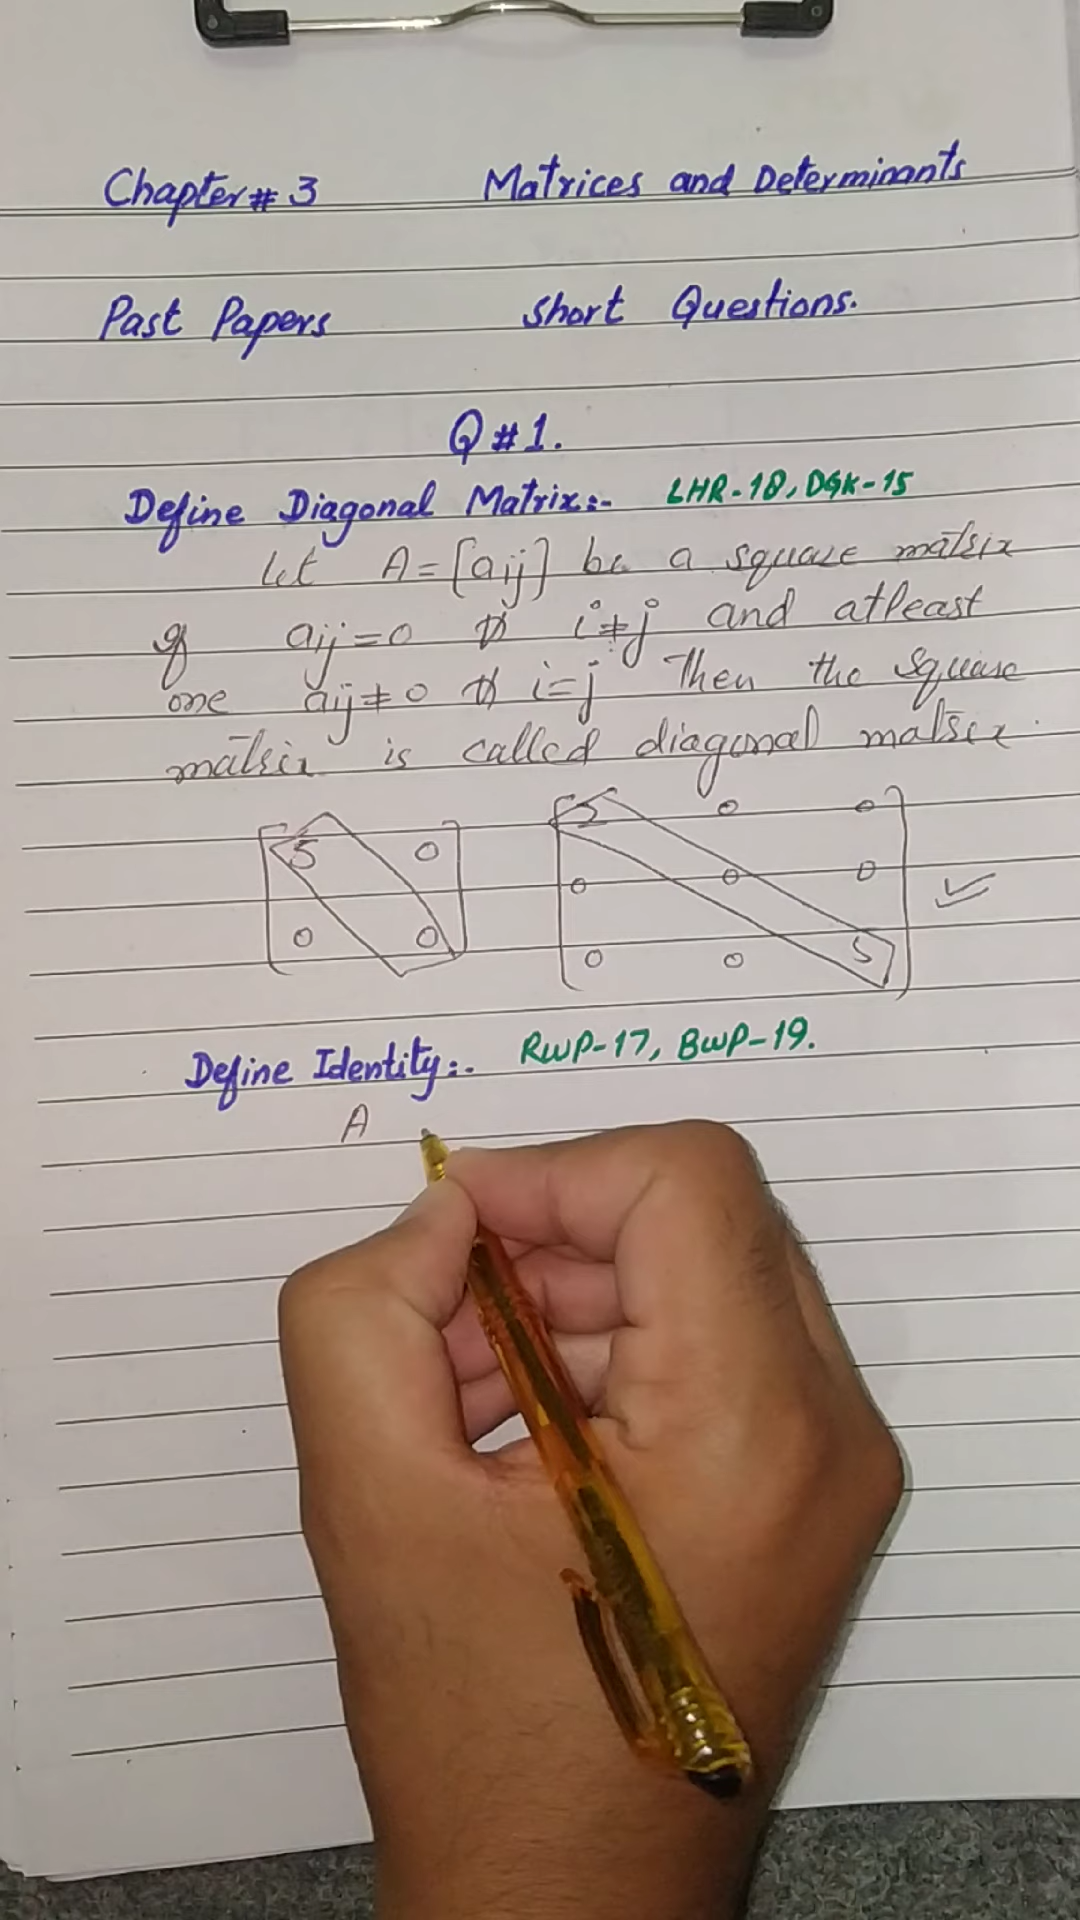 Chapter # 3 Matrices and Determinants
Past Papers Short Questions.
Q # 1.
Define Diagonal Matrix:- LHR-18, DGK-15
Let A = [aij] be a square matrix
if aij = 0 ∀ i ≠ j and atleast
one aij ≠ 0 ∀ i = j Then the square
matrix is called diagonal matrix.
5 0
0 0
2 0 0
0 0 0
0 0 5
Define Identity:- RWP-17, BWP-19.
A